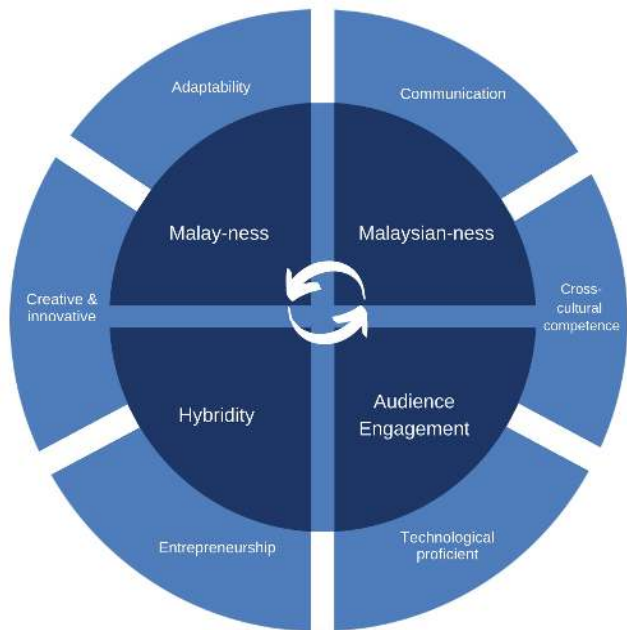 Adaptability
Communication
Malay-ness
Malaysian-ness
Creative &
innovative
Cross-
cultural
competence
Hybridity
Audience
Engagement
Entrepreneurship
Technological
proficient